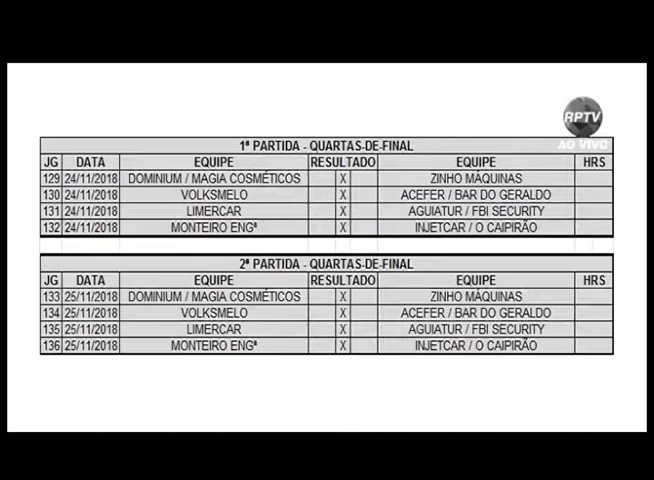 RPTV
AO VIVO
1ª PARTIDA - QUARTAS-DE-FINAL
JG DATA EQUIPE RESULTADO EQUIPE HRS
129 24/11/2018 DOMINIUM / MAGIA COSMÉTICOS X ZINHO MÁQUINAS
130 24/11/2018 VOLKSMELO X ACEFER / BAR DO GERALDO
131 24/11/2018 LIMERCAR X AGUIATUR / FBI SECURITY
132 24/11/2018 MONTEIRO ENGª X INJETCAR / O CAIPIRÃO
2ª PARTIDA - QUARTAS-DE-FINAL
JG DATA EQUIPE RESULTADO EQUIPE HRS
133 25/11/2018 DOMINIUM / MAGIA COSMÉTICOS X ZINHO MÁQUINAS
134 25/11/2018 VOLKSMELO X ACEFER / BAR DO GERALDO
135 25/11/2018 LIMERCAR X AGUIATUR / FBI SECURITY
136 25/11/2018 MONTEIRO ENGª X INJETCAR / O CAIPIRÃO